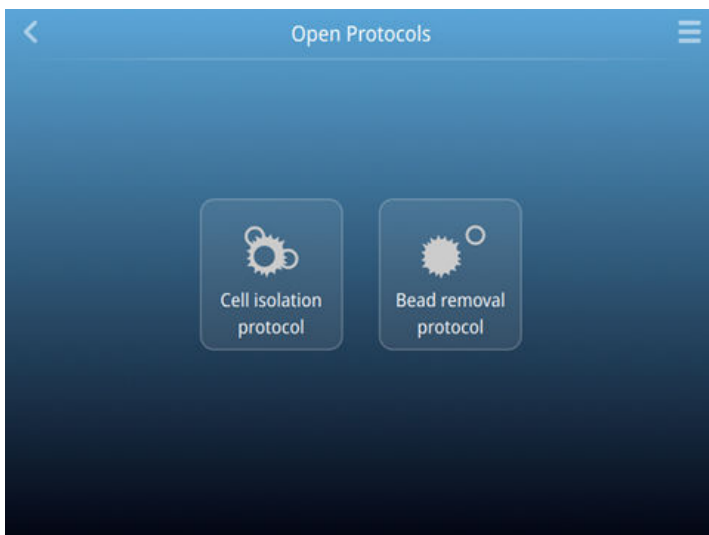 Open Protocols
Cell isolation
protocol
Bead removal
protocol